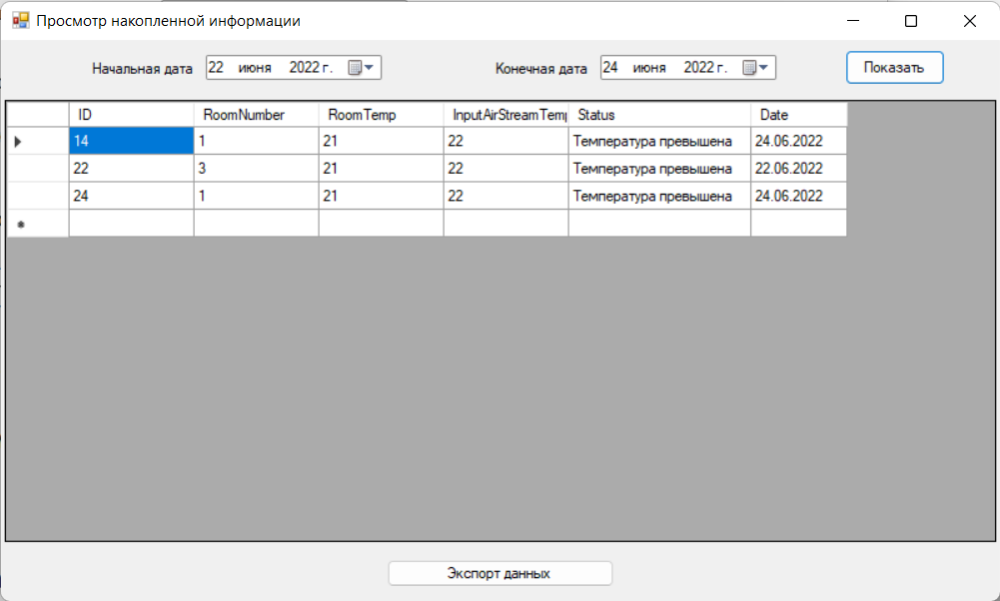 Просмотр накопленной информации
Начальная дата 22 июня 2022 г. Конечная дата 24 июня 2022 г. Показать
ID RoomNumber RoomTemp InputAirStreamTemp Status Date
14 1 21 22 Температура превышена 24.06.2022
22 3 21 22 Температура превышена 22.06.2022
24 1 21 22 Температура превышена 24.06.2022
Экспорт данных